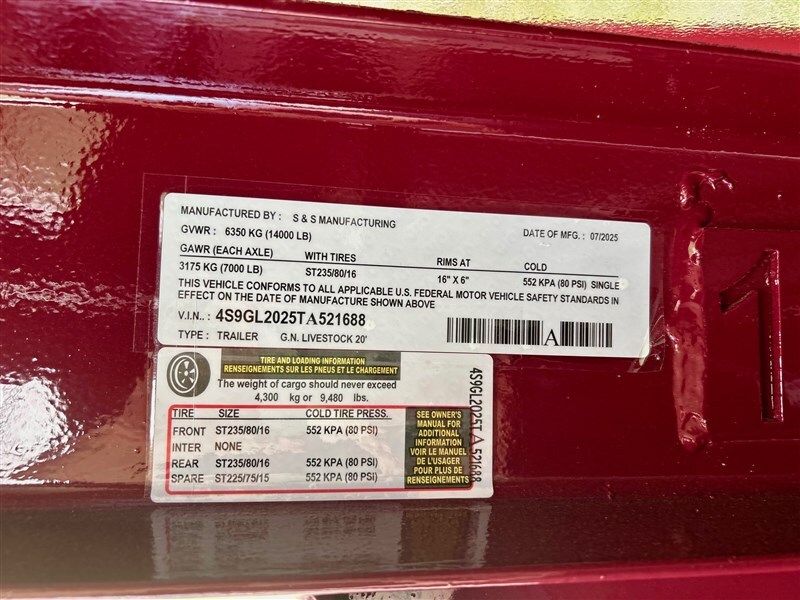 MANUFACTURED BY : S & S MANUFACTURING
GVWR : 6350 KG (14000 LB) DATE OF MFG. : 07/2025
GAWR (EACH AXLE) WITH TIRES RIMS AT COLD
3175 KG (7000 LB) ST235/80/16 16" X 6" 552 KPA (80 PSI) SINGLE
THIS VEHICLE CONFORMS TO ALL APPLICABLE U.S. FEDERAL MOTOR VEHICLE SAFETY STANDARDS IN
EFFECT ON THE DATE OF MANUFACTURE SHOWN ABOVE
V.I.N.. : 4S9GL2025TA521688
TYPE : TRAILER G.N. LIVESTOCK 20'
A
TIRE AND LOADING INFORMATION
RENSEIGNEMENTS SUR LES PNEUS ET LE CHARGEMENT
The weight of cargo should never exceed
4,300 kg or 9,480 lbs.
TIRE SIZE COLD TIRE PRESS.
FRONT ST235/80/16 552 KPA (80 PSI)
INTER NONE
REAR ST235/80/16 552 KPA (80 PSI)
SPARE ST225/75/15 552 KPA (80 PSI)
SEE OWNER'S
MANUAL FOR
ADDITIONAL
INFORMATION
VOIR LE MANUEL
DE L'USAGER
POUR PLUS DE
RENSEIGNEMENTS
4S9GL2025TA521688
1